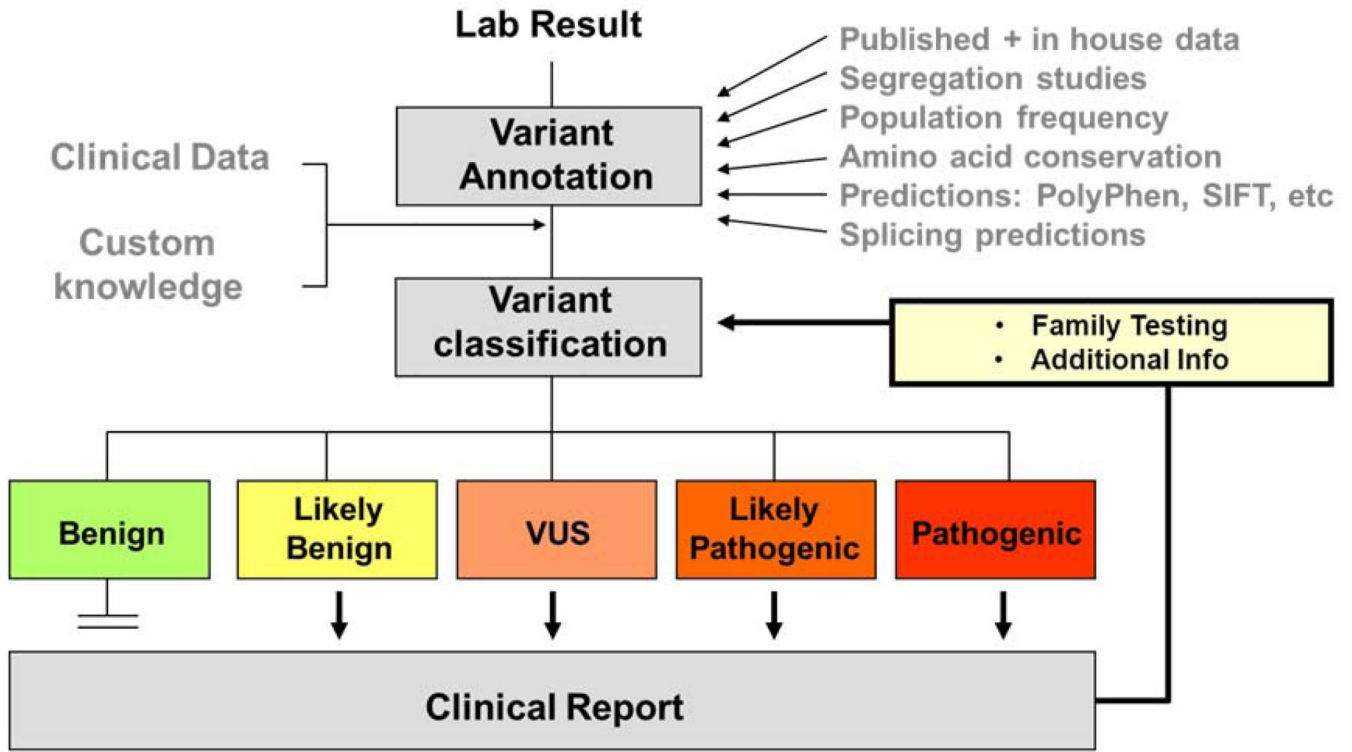 Lab Result
Published + in house data
Segregation studies
Population frequency
Amino acid conservation
Predictions: PolyPhen, SIFT, etc
Splicing predictions
Variant
Annotation
Clinical Data
Custom
knowledge
Variant
classification
• Family Testing
• Additional Info
Benign
Likely
Benign
VUS
Likely
Pathogenic
Pathogenic
Clinical Report